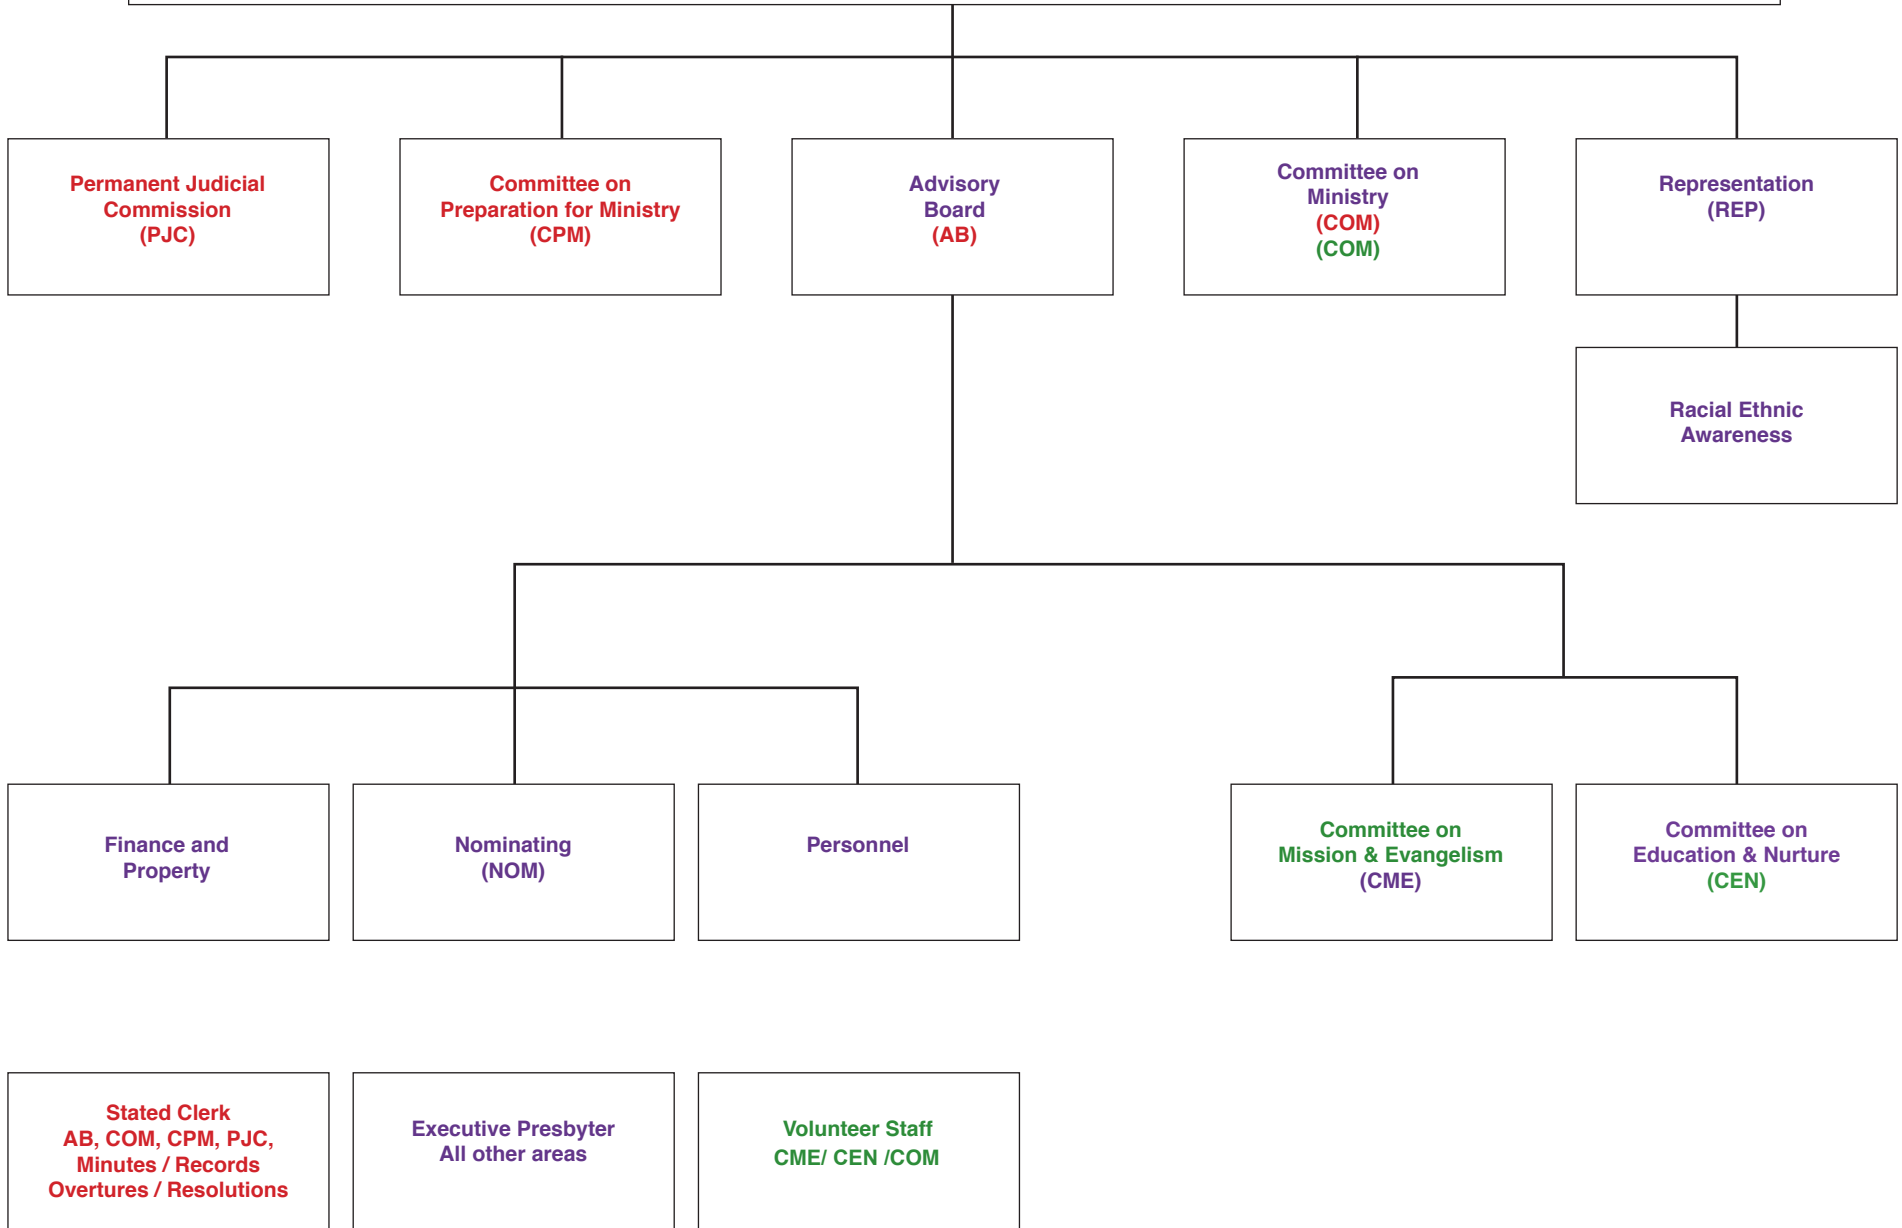 Permanent Judicial
Commission
(PJC)
Committee on
Preparation for Ministry
(CPM)
Advisory
Board
(AB)
Committee on
Ministry
(COM)
(COM)
Representation
(REP)
Racial Ethnic
Awareness
Finance and
Property
Nominating
(NOM)
Personnel
Committee on
Mission & Evangelism
(CME)
Committee on
Education & Nurture
(CEN)
Stated Clerk
AB, COM, CPM, PJC,
Minutes / Records
Overtures / Resolutions
Executive Presbyter
All other areas
Volunteer Staff
CME/ CEN /COM